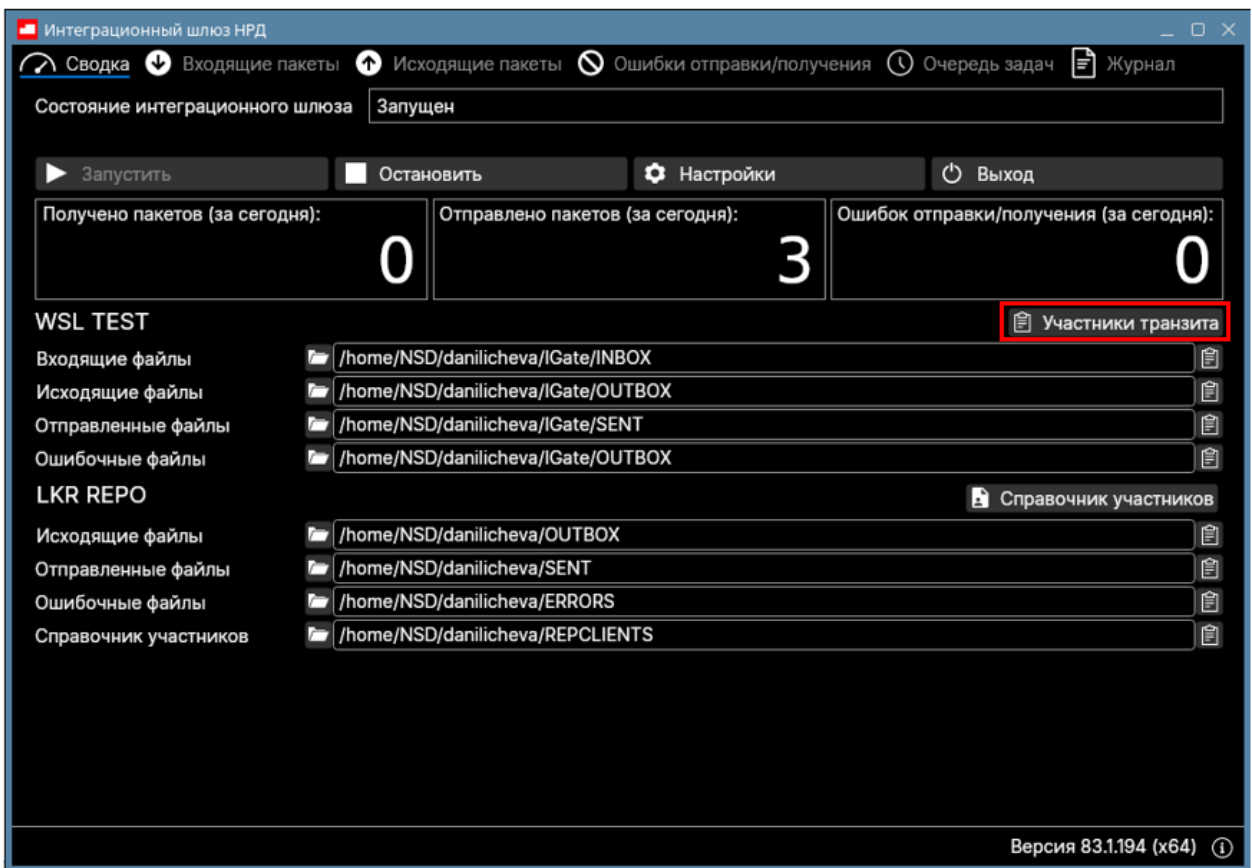 Интеграционный шлюз НРД
Сводка Входящие пакеты Исходящие пакеты Ошибки отправки/получения Очередь задач Журнал
Состояние интеграционного шлюза Запущен
Запустить Остановить Настройки Выход
Получено пакетов (за сегодня): Отправлено пакетов (за сегодня): Ошибок отправки/получения (за сегодня):
0 3 0
WSL TEST Участники транзита
Входящие файлы /home/NSD/danilicheva/IGate/INBOX
Исходящие файлы /home/NSD/danilicheva/IGate/OUTBOX
Отправленные файлы /home/NSD/danilicheva/IGate/SENT
Ошибочные файлы /home/NSD/danilicheva/IGate/OUTBOX
LKR REPO Справочник участников
Исходящие файлы /home/NSD/danilicheva/OUTBOX
Отправленные файлы /home/NSD/danilicheva/SENT
Ошибочные файлы /home/NSD/danilicheva/ERRORS
Справочник участников /home/NSD/danilicheva/REPCLIENTS
Версия 83.1.194 (x64)